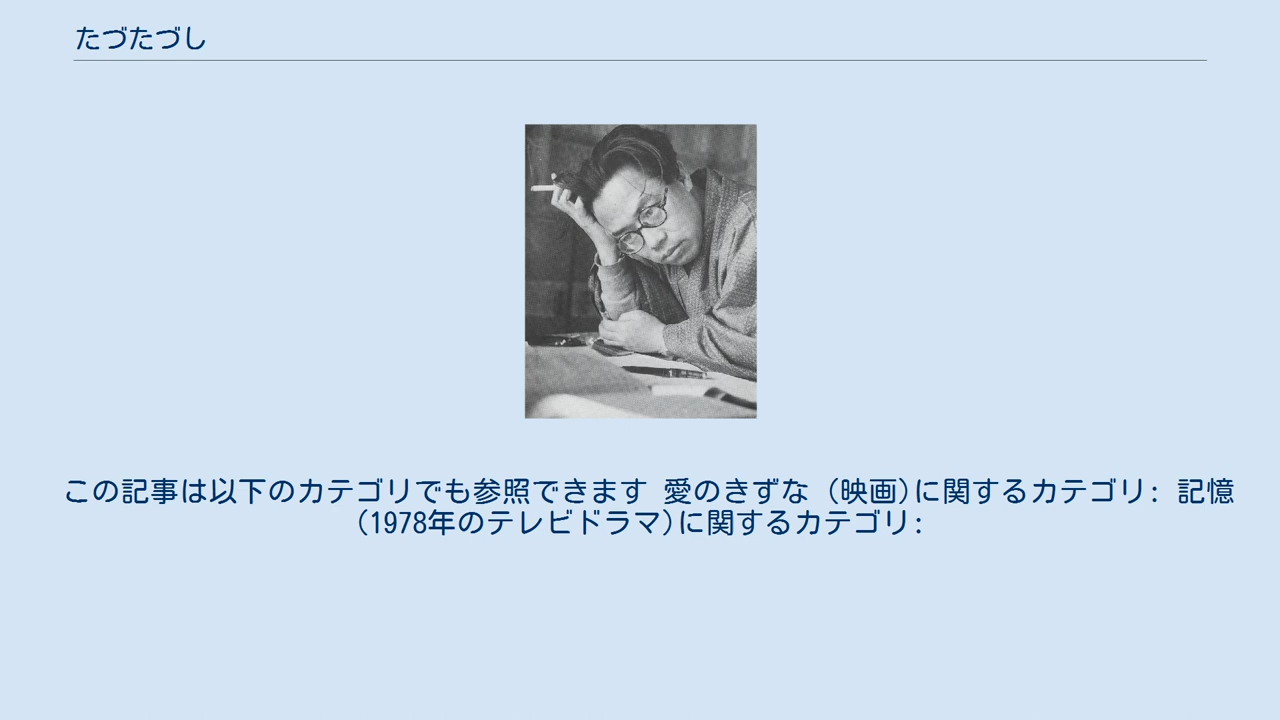 たづたづし
この記事は以下のカテゴリでも参照できます 愛のきずな (映画)に関するカテゴリ: 記憶
(1978年のテレビドラマ)に関するカテゴリ: